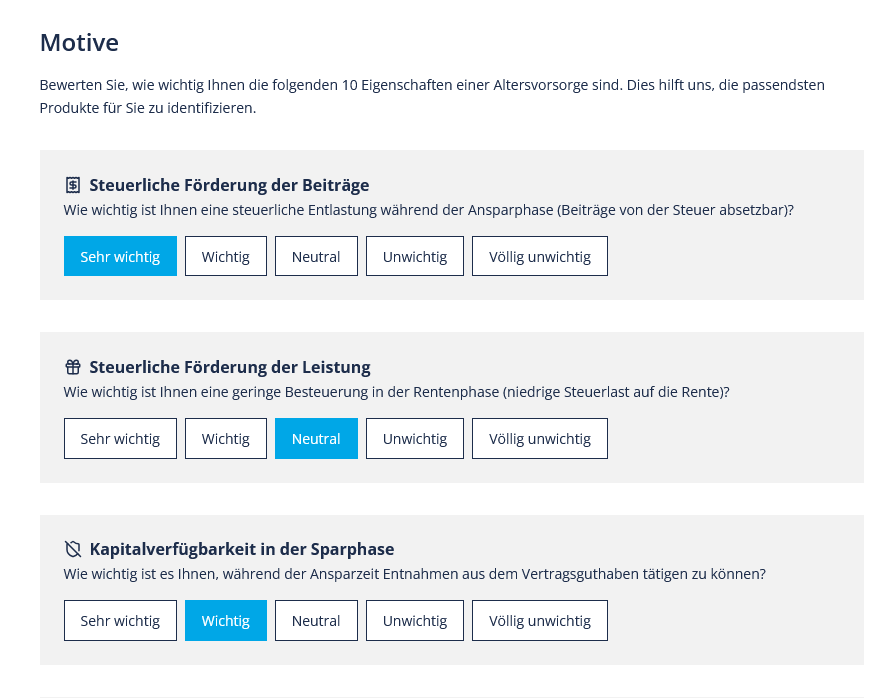 Motive
Bewerten Sie, wie wichtig Ihnen die folgenden 10 Eigenschaften einer Altersvorsorge sind. Dies hilft uns, die passendsten
Produkte für Sie zu identifizieren.
Steuerliche Förderung der Beiträge
Wie wichtig ist Ihnen eine steuerliche Entlastung während der Ansparphase (Beiträge von der Steuer absetzbar)?
Sehr wichtig Wichtig Neutral Unwichtig Völlig unwichtig
Steuerliche Förderung der Leistung
Wie wichtig ist Ihnen eine geringe Besteuerung in der Rentenphase (niedrige Steuerlast auf die Rente)?
Sehr wichtig Wichtig Neutral Unwichtig Völlig unwichtig
Kapitalverfügbarkeit in der Sparphase
Wie wichtig ist es Ihnen, während der Ansparzeit Entnahmen aus dem Vertragsguthaben tätigen zu können?
Sehr wichtig Wichtig Neutral Unwichtig Völlig unwichtig